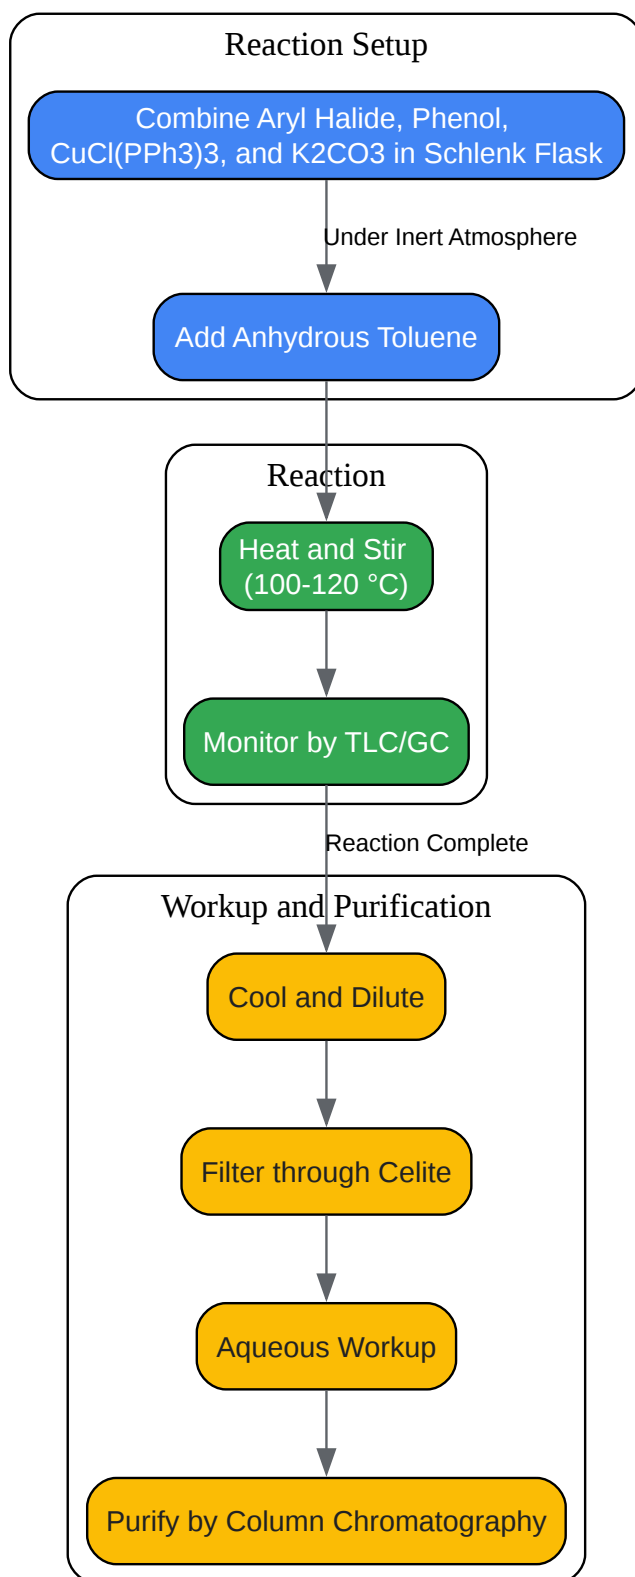 Reaction Setup
Combine Aryl Halide, Phenol,
CuCl(PPh3)3, and K2CO3 in Schlenk Flask
Under Inert Atmosphere
Add Anhydrous Toluene
Reaction
Heat and Stir
(100-120 °C)
Monitor by TLC/GC
Reaction Complete
Workup and Purification
Cool and Dilute
Filter through Celite
Aqueous Workup
Purify by Column Chromatography